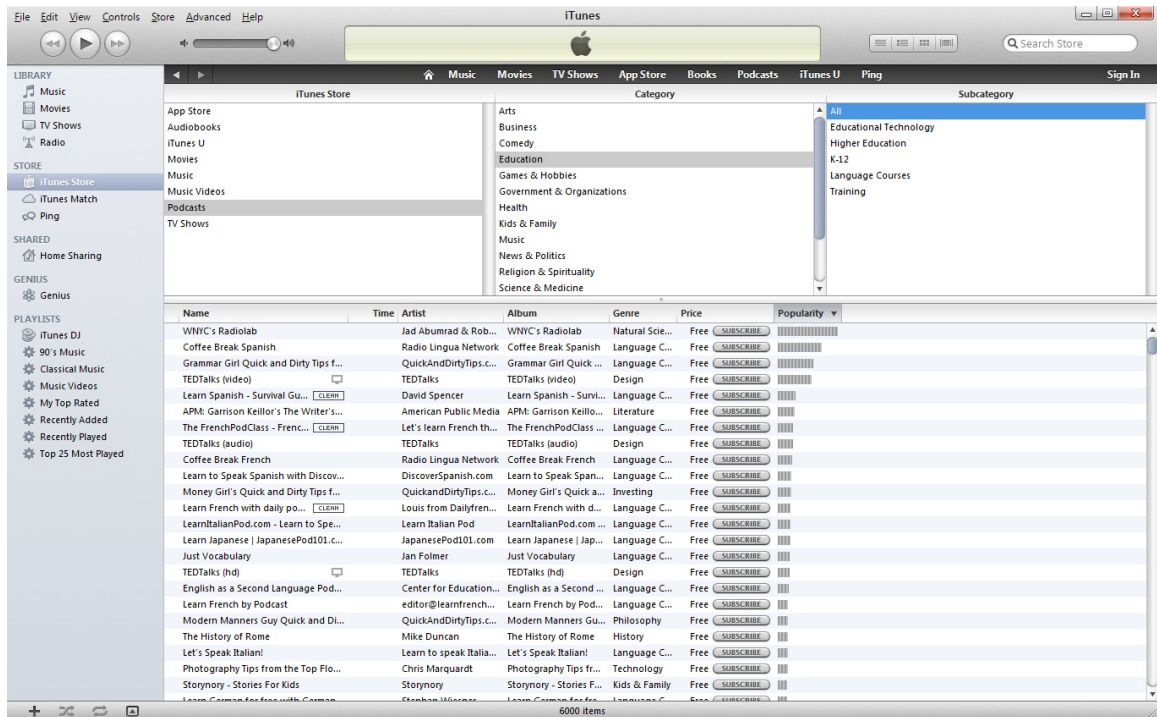 iTunes
File Edit View Controls Store Advanced Help
Search Store
LIBRARY
Music
Movies
TV Shows
Radio
STORE
iTunes Store
iTunes Match
Ping
SHARED
Home Sharing
GENIUS
Genius
PLAYLISTS
iTunes DJ
90's Music
Classical Music
Music Videos
My Top Rated
Recently Added
Recently Played
Top 25 Most Played
Music Movies TV Shows App Store Books Podcasts iTunes U Ping Sign In
iTunes Store
App Store
Audiobooks
iTunes U
Movies
Music
Music Videos
Podcasts
TV Shows
Category
Arts
Business
Comedy
Education
Games & Hobbies
Government & Organizations
Health
Kids & Family
Music
News & Politics
Religion & Spirituality
Science & Medicine
Subcategory
All
Educational Technology
Higher Education
K-12
Language Courses
Training
Name Time Artist Album Genre Price Popularity
WNYC's Radiolab Jad Abumrad & Rob... WNYC's Radiolab Natural Scie... Free SUBSCRIBE
Coffee Break Spanish Radio Lingua Network Coffee Break Spanish Language C... Free SUBSCRIBE
Grammar Girl Quick and Dirty Tips f... QuickAndDirtyTips.c... Grammar Girl Quick ... Language C... Free SUBSCRIBE
TEDTalks (video) TEDTalks TEDTalks (video) Design Free SUBSCRIBE
Learn Spanish - Survival Gu... CLEAN David Spencer Learn Spanish - Survi... Language C... Free SUBSCRIBE
APM: Garrison Keillor's The Writer's... American Public Media APM: Garrison Keillo... Literature Free SUBSCRIBE
The FrenchPodClass - Frenc... CLEAN Let's learn French th... The FrenchPodClass ... Language C... Free SUBSCRIBE
TEDTalks (audio) TEDTalks TEDTalks (audio) Design Free SUBSCRIBE
Coffee Break French Radio Lingua Network Coffee Break French Language C... Free SUBSCRIBE
Learn to Speak Spanish with Discov... DiscoverSpanish.com Learn to Speak Span... Language C... Free SUBSCRIBE
Money Girl's Quick and Dirty Tips f... QuickandDirtyTips.c... Money Girl's Quick a... Investing Free SUBSCRIBE
Learn French with daily po... CLEAN Louis from Dailyfren... Learn French with d... Language C... Free SUBSCRIBE
LearnItalianPod.com - Learn to Spe... Learn Italian Pod LearnItalianPod.com ... Language C... Free SUBSCRIBE
Learn Japanese | JapanesePod101.c... JapanesePod101.com Learn Japanese | Jap... Language C... Free SUBSCRIBE
Just Vocabulary Jan Folmer Just Vocabulary Language C... Free SUBSCRIBE
TEDTalks (hd) TEDTalks TEDTalks (hd) Design Free SUBSCRIBE
English as a Second Language Pod... Center for Education... English as a Second ... Language C... Free SUBSCRIBE
Learn French by Podcast editor@learnfrench... Learn French by Pod... Language C... Free SUBSCRIBE
Modern Manners Guy Quick and Di... QuickAndDirtyTips.c... Modern Manners Gu... Philosophy Free SUBSCRIBE
The History of Rome Mike Duncan The History of Rome History Free SUBSCRIBE
Let's Speak Italian! Learn to speak Italia... Let's Speak Italian! Language C... Free SUBSCRIBE
Photography Tips from the Top Flo... Chris Marquardt Photography Tips fr... Technology Free SUBSCRIBE
Storynory - Stories For Kids Storynory Storynory - Stories F... Kids & Family Free SUBSCRIBE
Learn German for free with German... Stephan Wiesner Learn German for fre... Language C... Free SUBSCRIBE
6000 items